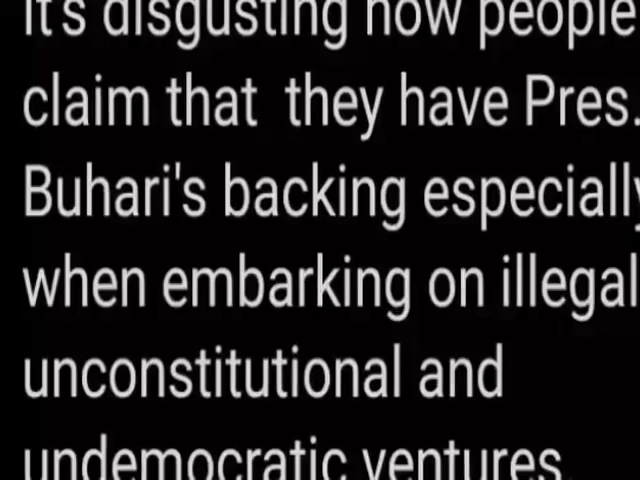 It's disgusting how people
claim that they have Pres.
Buhari's backing especially
when embarking on illegal
unconstitutional and
undemocratic ventures